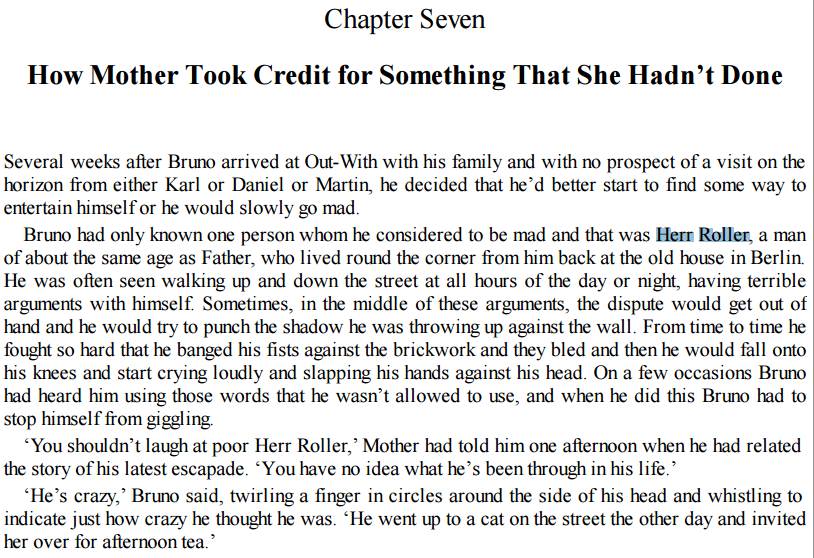 Chapter Seven
How Mother Took Credit for Something That She Hadn’t Done
Several weeks after Bruno arrived at Out-With with his family and with no prospect of a visit on the
horizon from either Karl or Daniel or Martin, he decided that he’d better start to find some way to
entertain himself or he would slowly go mad.
Bruno had only known one person whom he considered to be mad and that was Herr Roller, a man
of about the same age as Father, who lived round the corner from him back at the old house in Berlin.
He was often seen walking up and down the street at all hours of the day or night, having terrible
arguments with himself. Sometimes, in the middle of these arguments, the dispute would get out of
hand and he would try to punch the shadow he was throwing up against the wall. From time to time he
fought so hard that he banged his fists against the brickwork and they bled and then he would fall onto
his knees and start crying loudly and slapping his hands against his head. On a few occasions Bruno
had heard him using those words that he wasn’t allowed to use, and when he did this Bruno had to
stop himself from giggling.
‘You shouldn’t laugh at poor Herr Roller,’ Mother had told him one afternoon when he had related
the story of his latest escapade. ‘You have no idea what he’s been through in his life.’
‘He’s crazy,’ Bruno said, twirling a finger in circles around the side of his head and whistling to
indicate just how crazy he thought he was. ‘He went up to a cat on the street the other day and invited
her over for afternoon tea.’